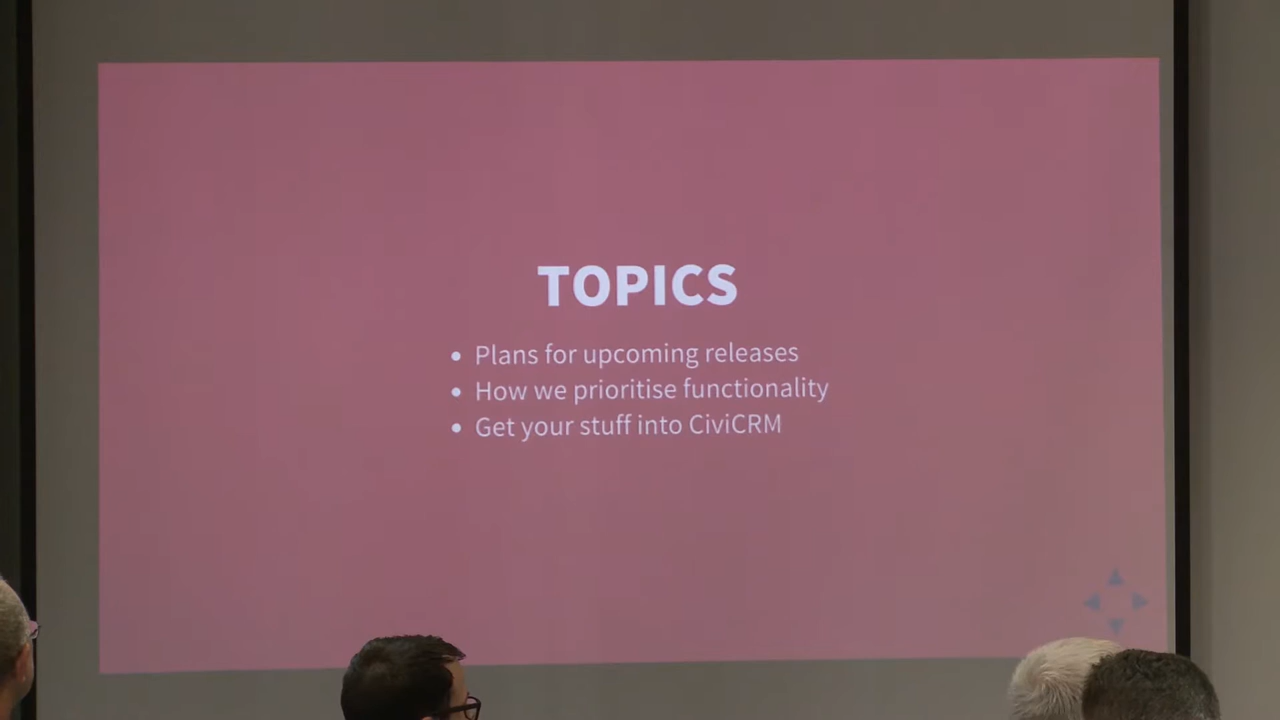 TOPICS
Plans for upcoming releases
How we prioritise functionality
Get your stuff into CiviCRM